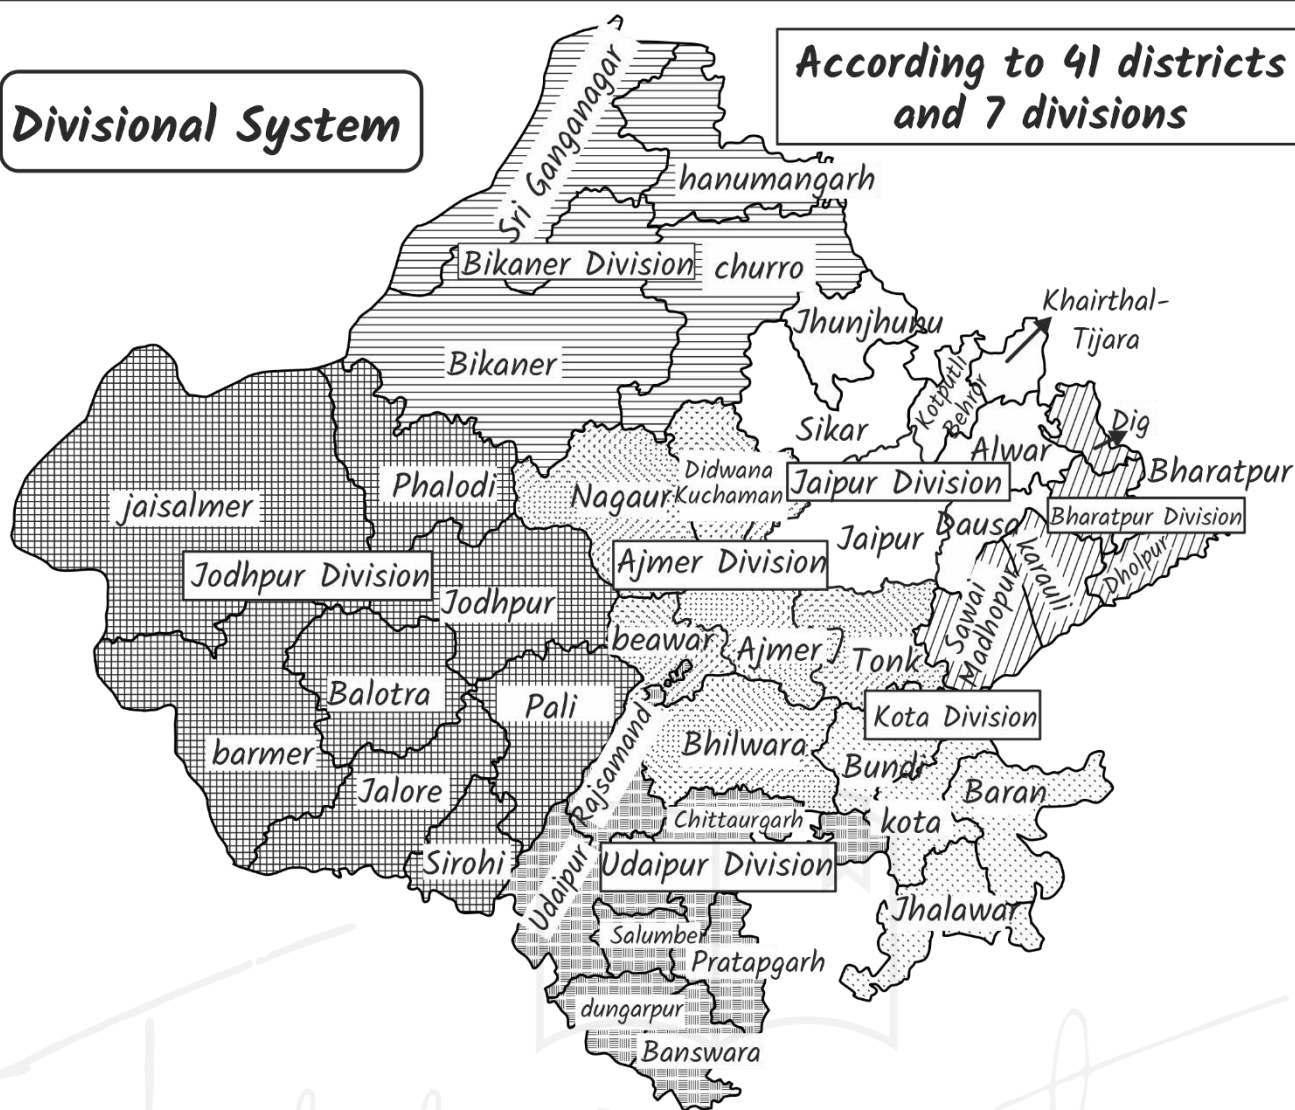 Divisional System
According to 41 districts
and 7 divisions
Sri Ganganagar
hanumangarh
Bikaner Division
churro
Jhunjhunu
Khairthal-
Tijara
Bikaner
Kotputli
Behror
Sikar
Alwar
Dig
Bharatpur
Phalodi
Nagaur
Didwana
Kuchaman
Jaipur Division
jaisalmer
Bharatpur Division
Dausa
Jaipur
Karauli
Dholpur
Jodhpur Division
Ajmer Division
Jodhpur
Sawai
Madhopur
beawar
Ajmer
Tonk
Balotra
Pali
Kota Division
barmer
Rajsamand
Bhilwara
Bundi
Jalore
Chittaurgarh
kota
Baran
Sirohi
Udaipur
Udaipur Division
Jhalawar
Salumber
Pratapgarh
dungarpur
Banswara